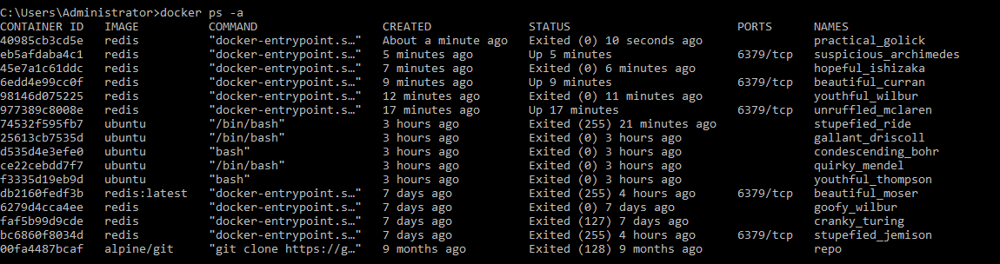 C:\Users\Administrator>docker ps -a
CONTAINER ID   IMAGE          COMMAND                  CREATED              STATUS                        PORTS      NAMES
40985cb3cd5e   redis          "docker-entrypoint.s…"   About a minute ago   Exited (0) 10 seconds ago                practical_golick
eb5afdaba4c1   redis          "docker-entrypoint.s…"   5 minutes ago        Up 5 minutes                  6379/tcp   suspicious_archimedes
45e7a1c61ddc   redis          "docker-entrypoint.s…"   7 minutes ago        Exited (0) 6 minutes ago                 hopeful_ishizaka
6edd4e99cc0f   redis          "docker-entrypoint.s…"   9 minutes ago        Up 9 minutes                  6379/tcp   beautiful_curran
98146d075225   redis          "docker-entrypoint.s…"   12 minutes ago       Exited (0) 11 minutes ago                youthful_wilbur
977389c8008e   redis          "docker-entrypoint.s…"   17 minutes ago       Up 17 minutes                 6379/tcp   unruffled_mclaren
74532f595fb7   ubuntu         "/bin/bash"              3 hours ago          Exited (255) 21 minutes ago              stupefied_ride
25613cb7535d   ubuntu         "/bin/bash"              3 hours ago          Exited (0) 3 hours ago                   gallant_driscoll
d535d4e3efe0   ubuntu         "bash"                   3 hours ago          Exited (0) 3 hours ago                   condescending_bohr
ce22cebdd7f7   ubuntu         "/bin/bash"              3 hours ago          Exited (0) 3 hours ago                   quirky_mendel
f3335d19eb9d   ubuntu         "bash"                   3 hours ago          Exited (0) 3 hours ago                   youthful_thompson
db2160fedf3b   redis:latest   "docker-entrypoint.s…"   7 days ago           Exited (255) 4 hours ago      6379/tcp   beautiful_moser
6279d4cca4ee   redis          "docker-entrypoint.s…"   7 days ago           Exited (0) 7 days ago                    goofy_wilbur
faf5b99d9cde   redis          "docker-entrypoint.s…"   7 days ago           Exited (127) 7 days ago                  cranky_turing
bc6860f8034d   redis          "docker-entrypoint.s…"   7 days ago           Exited (255) 4 hours ago      6379/tcp   stupefied_jemison
00fa4487bcaf   alpine/git     "git clone https://g…"   9 months ago         Exited (128) 9 months ago                repo